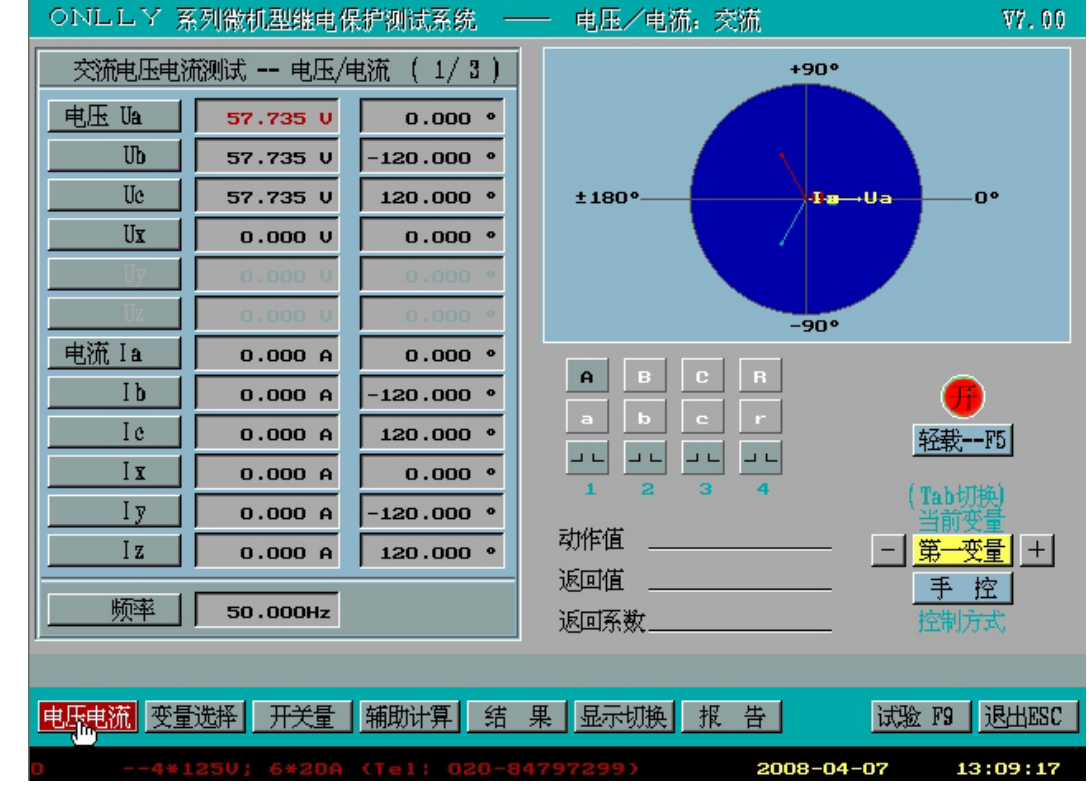 ONLLY 系列微机型继电保护测试系统 —— 电压／电流: 交流 V7.00
交流电压电流测试 -- 电压/电流 ( 1/ 3 )
电压 Ua 57.735 V 0.000 °
Ub 57.735 V -120.000 °
Uc 57.735 V 120.000 °
Ux 0.000 V 0.000 °
Uy 0.000 V 0.000 °
Uz 0.000 V 0.000 °
电流 Ia 0.000 A 0.000 °
Ib 0.000 A -120.000 °
Ic 0.000 A 120.000 °
Ix 0.000 A 0.000 °
Iy 0.000 A -120.000 °
Iz 0.000 A 120.000 °
频率 50.000Hz
+90°
±180° Ua 0°
-90°
A B C R
a b c r
1 2 3 4
动作值
返回值
返回系数
开
轻载--F5
(Tab切换)
当前变量
- 第一变量 +
手 控
控制方式
电压电流 变量选择 开关量 辅助计算 结 果 显示切换 报 告 试验 F9 退出ESC
0 --4*125V; 6*20A (Tel: 020-84797299) 2008-04-07 13:09:17